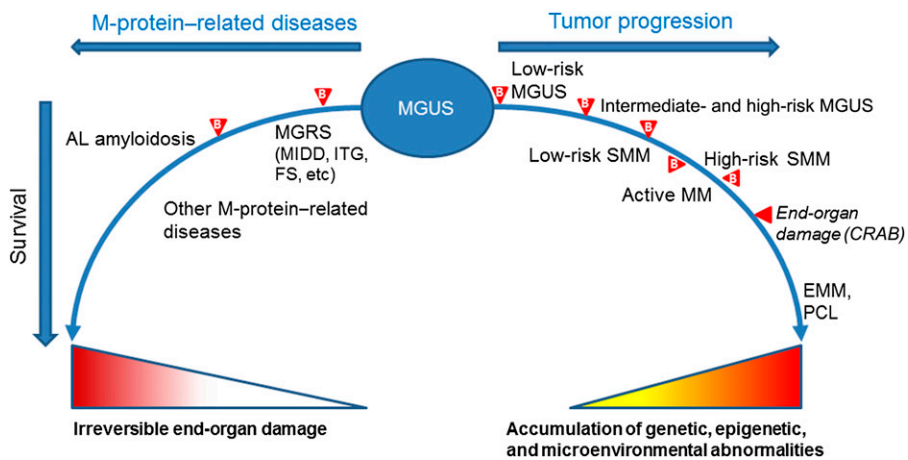 M-protein–related diseases
Tumor progression
Survival
MGUS
B
Low-risk
MGUS
B
Intermediate- and high-risk MGUS
B
AL amyloidosis
B
MGRS
(MIDD, ITG,
FS, etc)
B
Low-risk SMM
B
High-risk SMM
B
Active MM
Other M-protein–related
diseases
End-organ
damage (CRAB)
EMM,
PCL
Irreversible end-organ damage
Accumulation of genetic, epigenetic,
and microenvironmental abnormalities